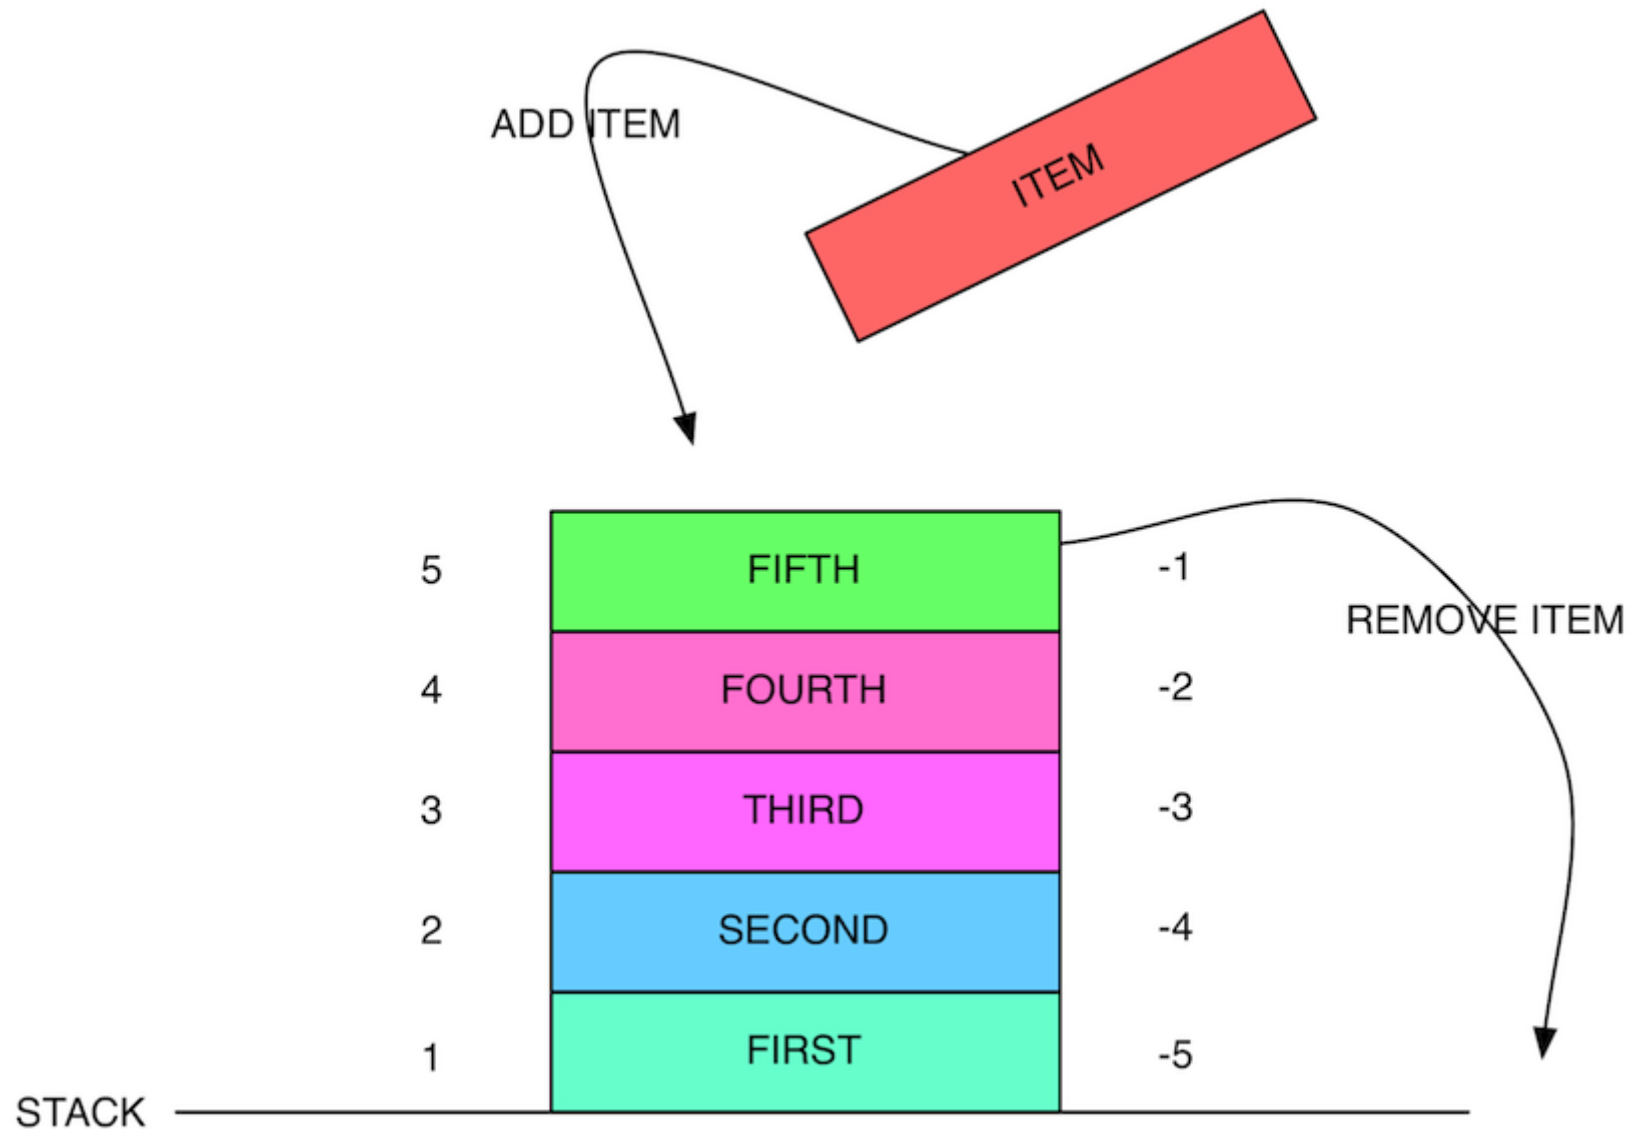 ADD ITEM
ITEM
5 FIFTH -1
REMOVE ITEM
4 FOURTH -2
3 THIRD -3
2 SECOND -4
1 FIRST -5
STACK